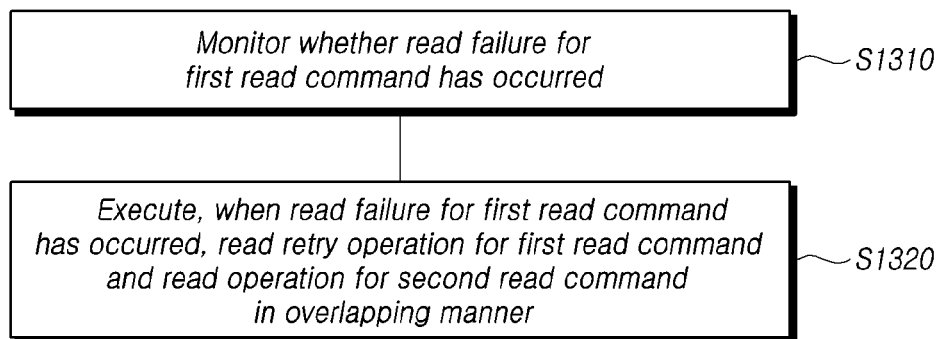 Monitor whether read failure for
first read command has occurred
S1310
Execute, when read failure for first read command
has occurred, read retry operation for first read command
and read operation for second read command
in overlapping manner
S1320